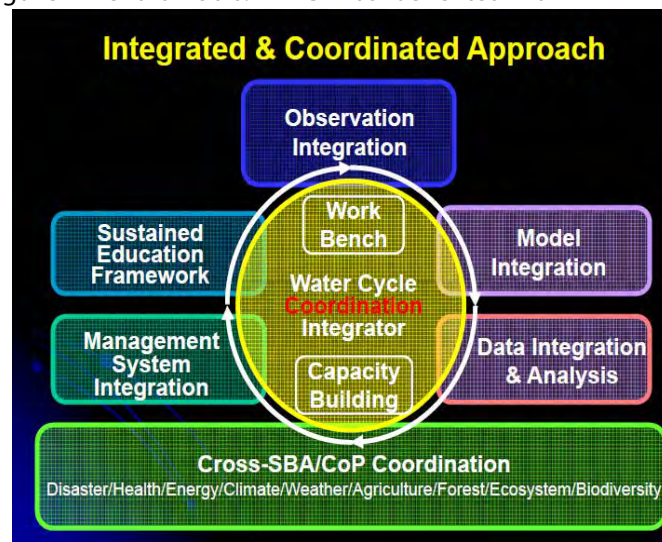 Integrated & Coordinated Approach
Observation
Integration
Work
Bench
Sustained
Education
Framework
Model
Integration
Water Cycle
Coordination
Integrator
Management
System
Integration
Data Integration
& Analysis
Capacity
Building
Cross-SBA/CoP Coordination
Disaster/Health/Energy/Climate/Weather/Agriculture/Forest/Ecosystem/Biodiversity